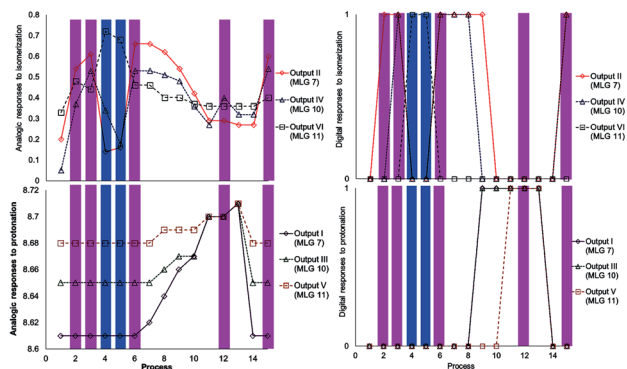 Analogic responses to isomerization
0.8
0.7
0.6
0.5
0.4
0.3
0.2
0.1
0
Output II
(MLG 7)
Output IV
(MLG 10)
Output VI
(MLG 11)
Digital responses to isomerization
1
0
Output II
(MLG 7)
Output IV
(MLG 10)
Output VI
(MLG 11)
Analogic responses to protonation
8.72
8.7
8.68
8.66
8.64
8.62
8.6
0 2 4 6 8 10 12 14
Process
Output I
(MLG 7)
Output III
(MLG 10)
Output V
(MLG 11)
Digital responses to protonation
1
0
0 2 4 6 8 10 12 14
Process
Output I
(MLG 7)
Output III
(MLG 10)
Output V
(MLG 11)